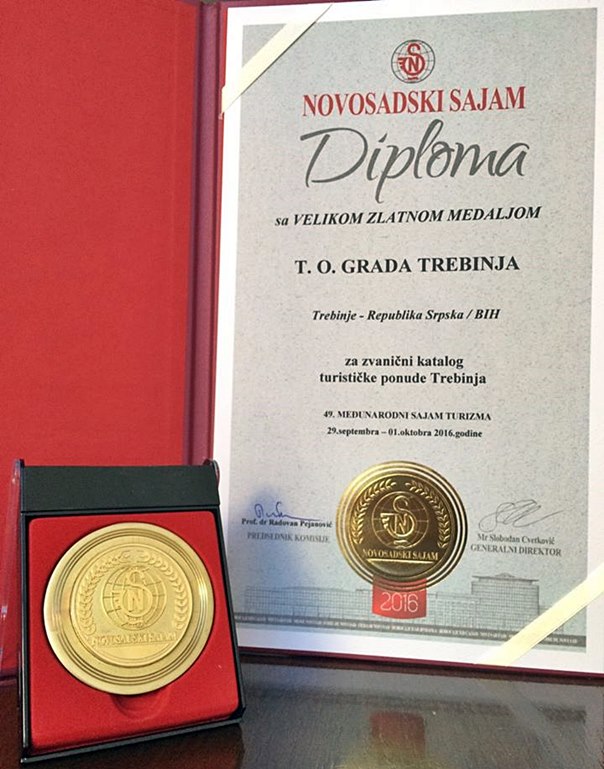 NOVOSADSKI SAJAM
Diploma
sa VELIKOM ZLATNOM MEDALJOM
T. O. GRADA TREBINJA
Trebinje - Republika Srpska / BIH
za zvanični katalog
turističke ponude Trebinja
49. MEĐUNARODNI SAJAM TURIZMA
29.septembra – 01.oktobra 2016.godine
Prof. dr Radovan Pejanović
PREDSEDNIK KOMISIJE
Mr Slobodan Cvetković
GENERALNI DIREKTOR
NOVOSADSKI SAJAM
2016
NOVOSADSKI SAJAM